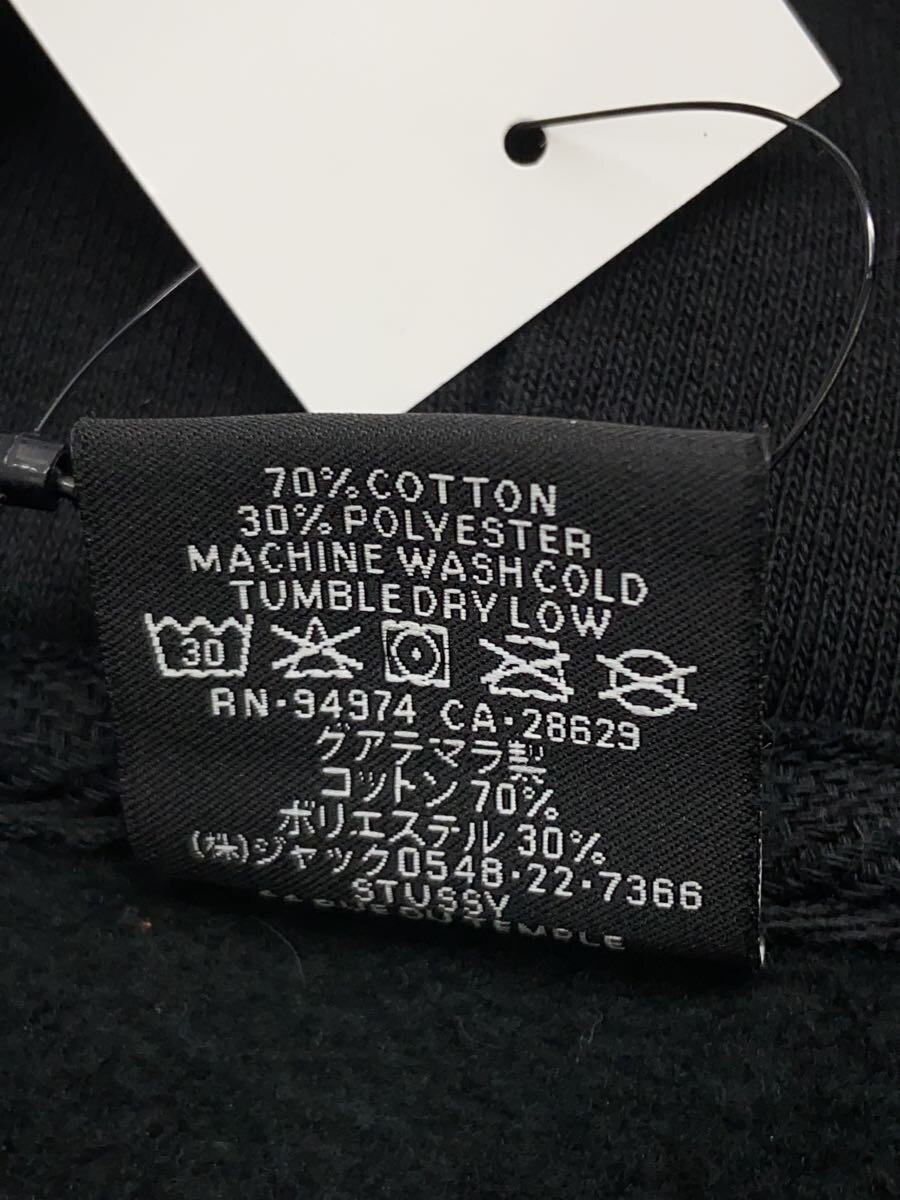 70% COTTON
30% POLYESTER
MACHINE WASH COLD
TUMBLE DRY LOW
30
RN·94974 CA·28629
グアテマラ製
コットン 70%
ポリエステル 30%
(株)ジャック0548·22·7366
STUSSY
DU TEMPLE